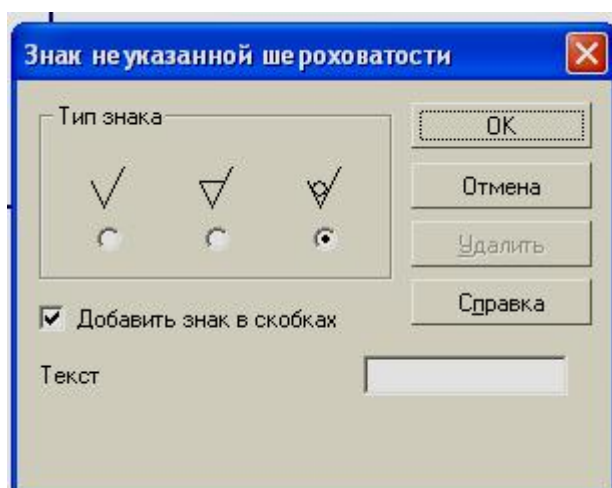 Знак неуказанной шероховатости
Тип знака
OK
Отмена
Удалить
Справка
Добавить знак в скобках
Текст